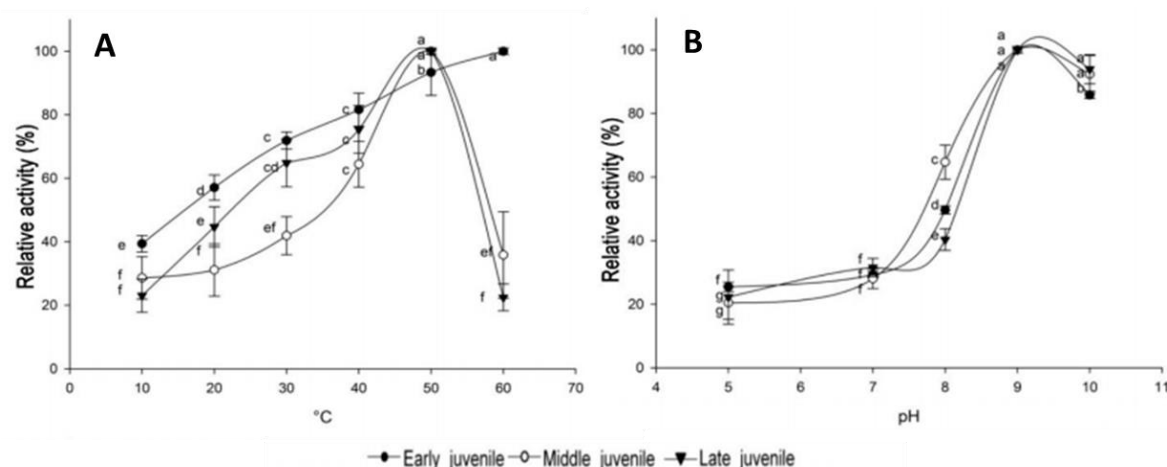 A
Relative activity (%)
100
80
60
40
20
0
0 10 20 30 40 50 60 70
°C
e
f
f
d
e
f
c
cd
ef
c
c
c
a
a
b
a
ef
f
B
Relative activity (%)
100
80
60
40
20
0
4 5 6 7 8 9 10 11
pH
f
g
g
f
f
f
c
d
e
a
a
a
a
a
b
Early juvenile Middle juvenile Late juvenile